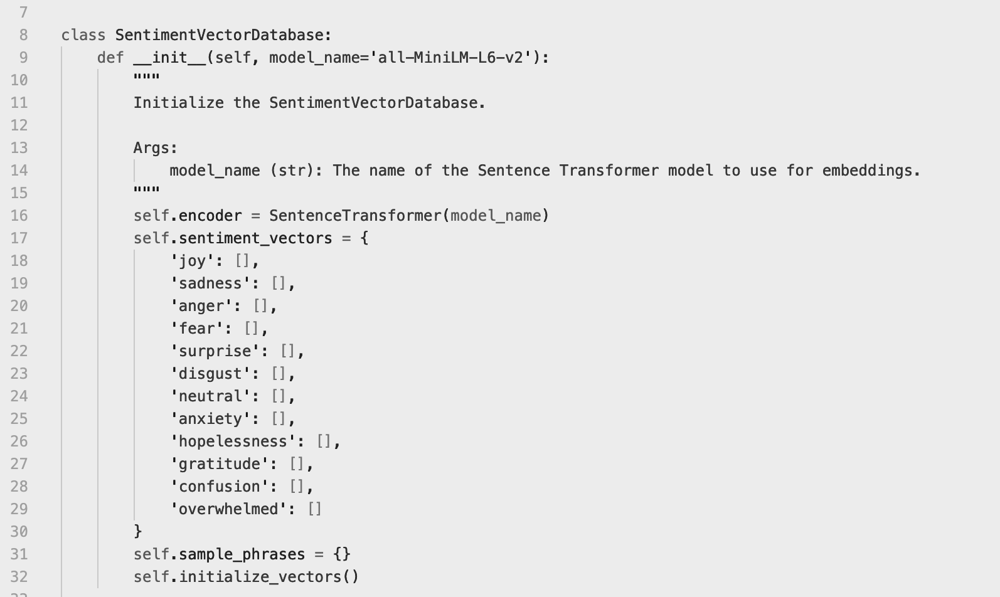 7
8 class SentimentVectorDatabase:
9 def __init__(self, model_name='all-MiniLM-L6-v2'):
10 """
11 Initialize the SentimentVectorDatabase.
12
13 Args:
14 model_name (str): The name of the Sentence Transformer model to use for embeddings.
15 """
16 self.encoder = SentenceTransformer(model_name)
17 self.sentiment_vectors = {
18 'joy': [],
19 'sadness': [],
20 'anger': [],
21 'fear': [],
22 'surprise': [],
23 'disgust': [],
24 'neutral': [],
25 'anxiety': [],
26 'hopelessness': [],
27 'gratitude': [],
28 'confusion': [],
29 'overwhelmed': []
30 }
31 self.sample_phrases = {}
32 self.initialize_vectors()